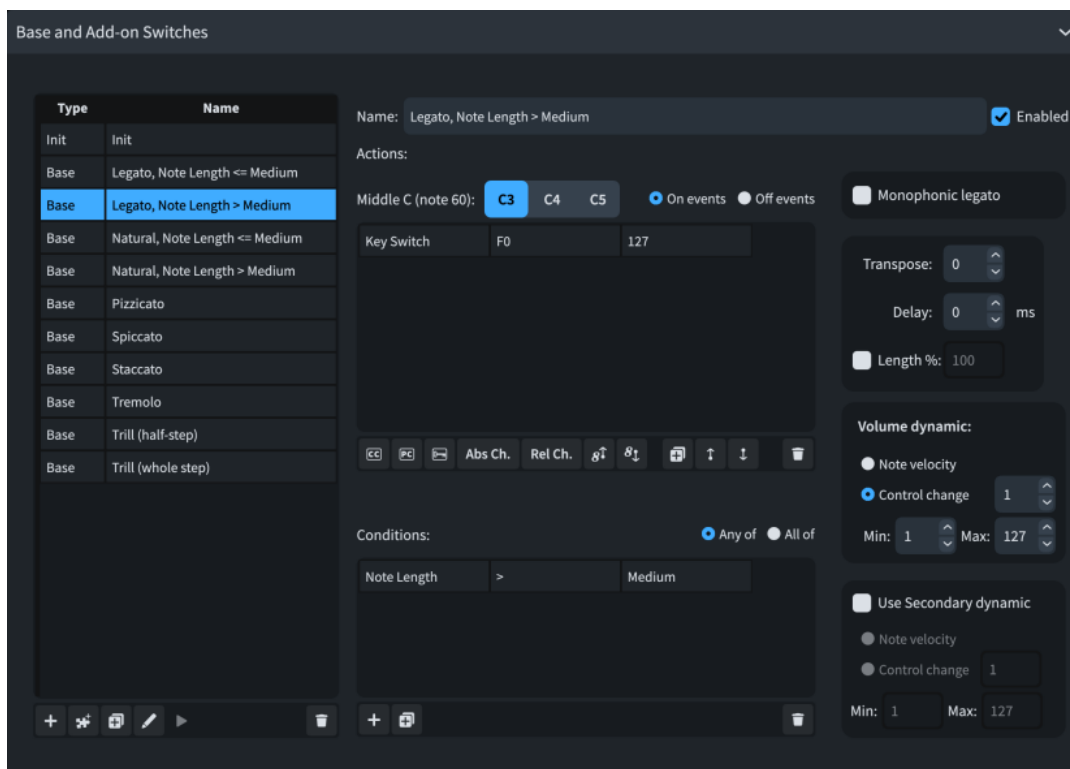 Base and Add-on Switches
Type Name
Init Init
Base Legato, Note Length <= Medium
Base Legato, Note Length > Medium
Base Natural, Note Length <= Medium
Base Natural, Note Length > Medium
Base Pizzicato
Base Spiccato
Base Staccato
Base Tremolo
Base Trill (half-step)
Base Trill (whole step)
Name: Legato, Note Length > Medium Enabled
Actions:
Middle C (note 60): C3 C4 C5 On events Off events
Key Switch F0 127
CC PC Abs Ch. Rel Ch. 8 8
Conditions: Any of All of
Note Length > Medium
Monophonic legato
Transpose: 0
Delay: 0 ms
Length %: 100
Volume dynamic:
Note velocity
Control change 1
Min: 1 Max: 127
Use Secondary dynamic
Note velocity
Control change 1
Min: 1 Max: 127